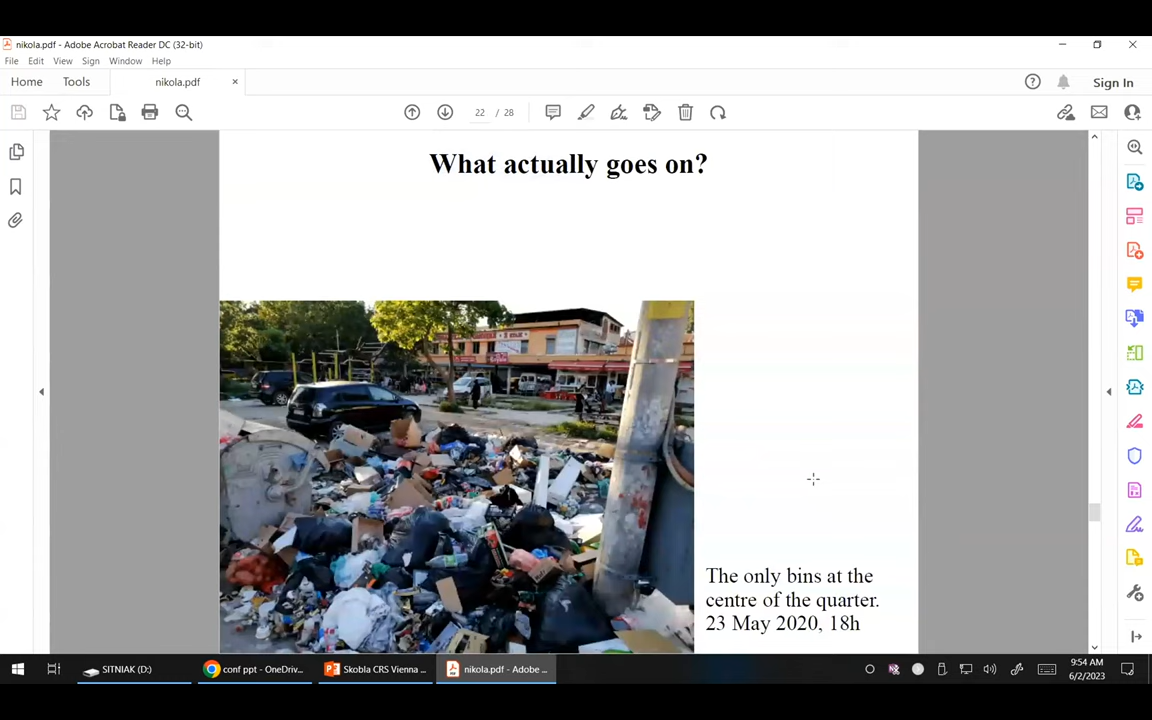 nikola.pdf - Adobe Acrobat Reader DC (32-bit)
File Edit View Sign Window Help
Home Tools nikola.pdf Sign In
22 / 28
What actually goes on?
The only bins at the
centre of the quarter.
23 May 2020, 18h
SITNIAK (D:) conf ppt - OneDriv... Skobla CRS Vienna ... nikola.pdf - Adobe ...
9:54 AM
6/2/2023